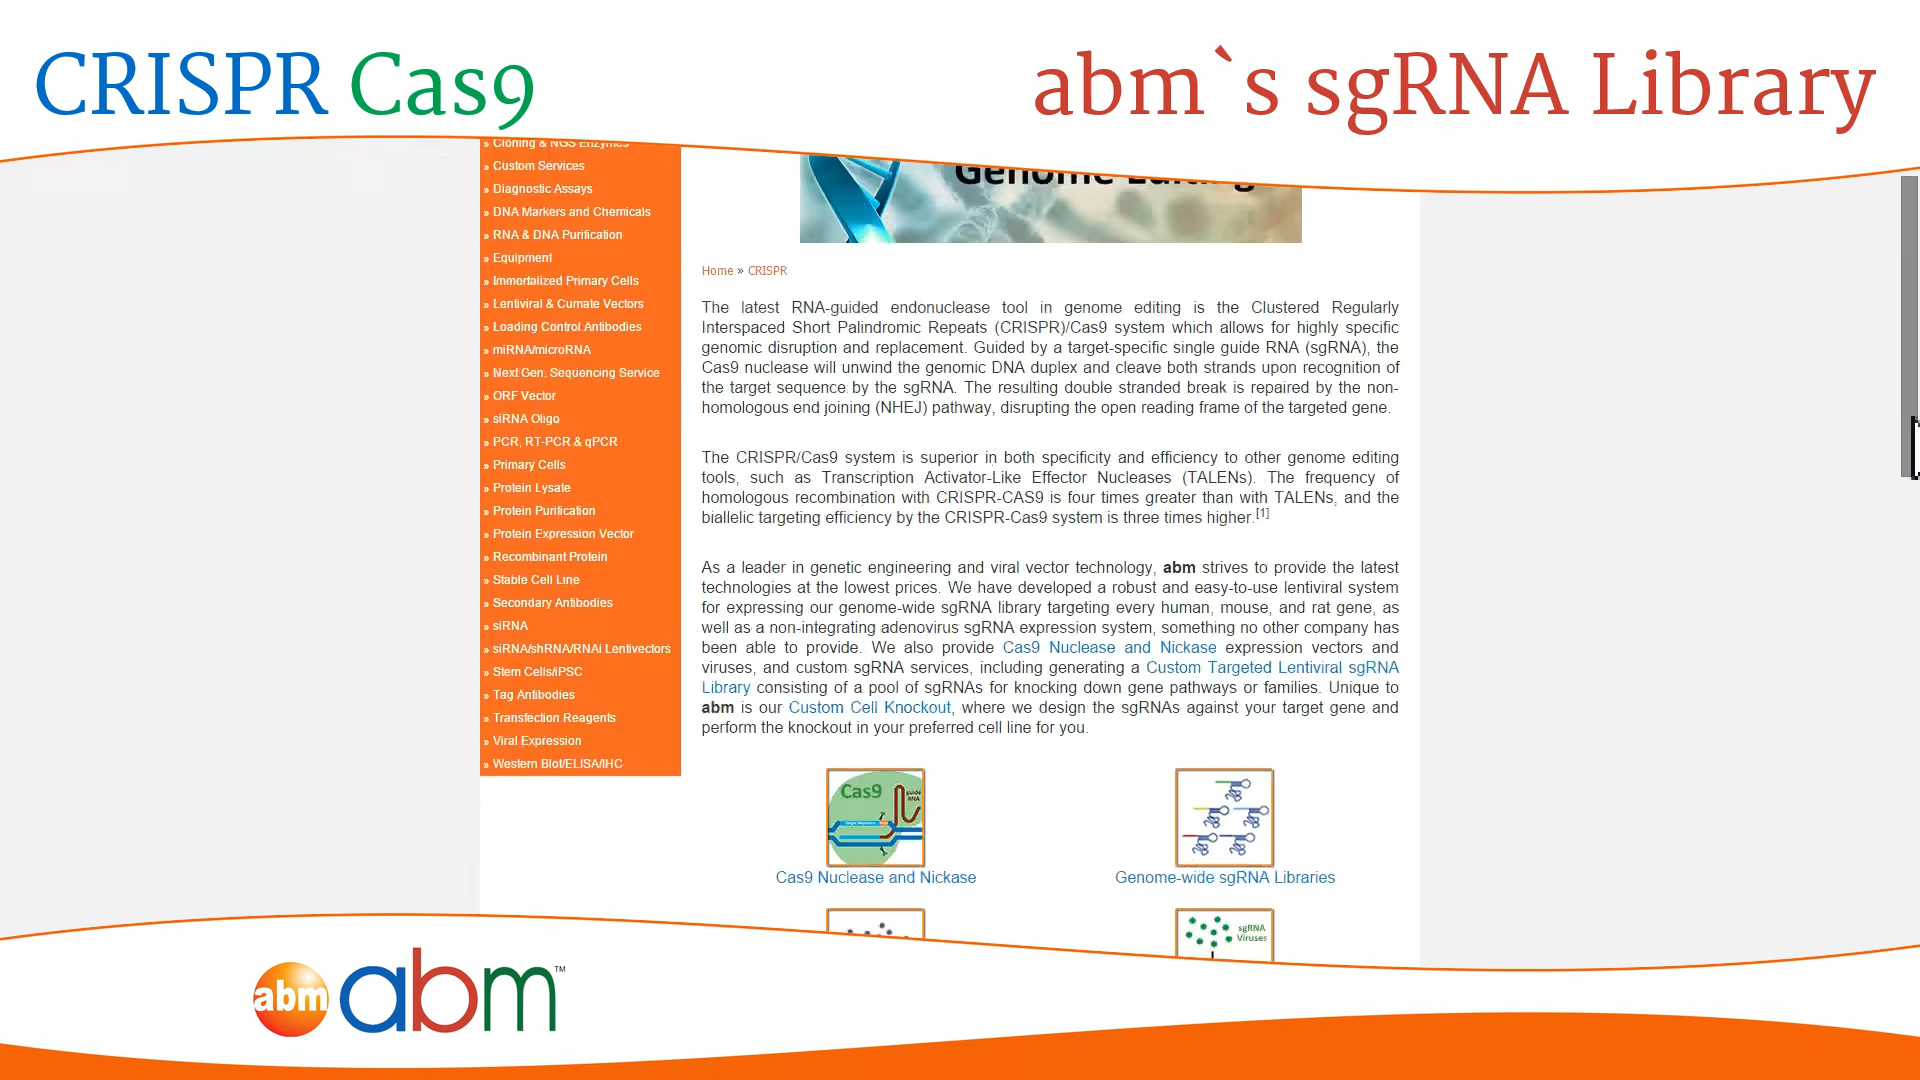 CRISPR Cas9
abm`s sgRNA Library
» Cloning & NGS Enzymes
» Custom Services
» Diagnostic Assays
» DNA Markers and Chemicals
» RNA & DNA Purification
» Equipment
» Immortalized Primary Cells
» Lentiviral & Cumate Vectors
» Loading Control Antibodies
» miRNA/microRNA
» Next Gen. Sequencing Service
» ORF Vector
» siRNA Oligo
» PCR, RT-PCR & qPCR
» Primary Cells
» Protein Lysate
» Protein Purification
» Protein Expression Vector
» Recombinant Protein
» Stable Cell Line
» Secondary Antibodies
» siRNA
» siRNA/shRNA/RNAi Lentivectors
» Stem Cells/iPSC
» Tag Antibodies
» Transfection Reagents
» Viral Expression
» Western Blot/ELISA/IHC
Genome Editing
Home » CRISPR
The latest RNA-guided endonuclease tool in genome editing is the Clustered Regularly
Interspaced Short Palindromic Repeats (CRISPR)/Cas9 system which allows for highly specific
genomic disruption and replacement. Guided by a target-specific single guide RNA (sgRNA), the
Cas9 nuclease will unwind the genomic DNA duplex and cleave both strands upon recognition of
the target sequence by the sgRNA. The resulting double stranded break is repaired by the non-
homologous end joining (NHEJ) pathway, disrupting the open reading frame of the targeted gene.
The CRISPR/Cas9 system is superior in both specificity and efficiency to other genome editing
tools, such as Transcription Activator-Like Effector Nucleases (TALENs). The frequency of
homologous recombination with CRISPR-CAS9 is four times greater than with TALENs, and the
biallelic targeting efficiency by the CRISPR-Cas9 system is three times higher.[1]
As a leader in genetic engineering and viral vector technology, abm strives to provide the latest
technologies at the lowest prices. We have developed a robust and easy-to-use lentiviral system
for expressing our genome-wide sgRNA library targeting every human, mouse, and rat gene, as
well as a non-integrating adenovirus sgRNA expression system, something no other company has
been able to provide. We also provide Cas9 Nuclease and Nickase expression vectors and
viruses, and custom sgRNA services, including generating a Custom Targeted Lentiviral sgRNA
Library consisting of a pool of sgRNAs for knocking down gene pathways or families. Unique to
abm is our Custom Cell Knockout, where we design the sgRNAs against your target gene and
perform the knockout in your preferred cell line for you.
Cas9
guide
RNA
Target Sequence
Cas9 Nuclease and Nickase
Genome-wide sgRNA Libraries
sgRNA
Viruses
abm
abm™